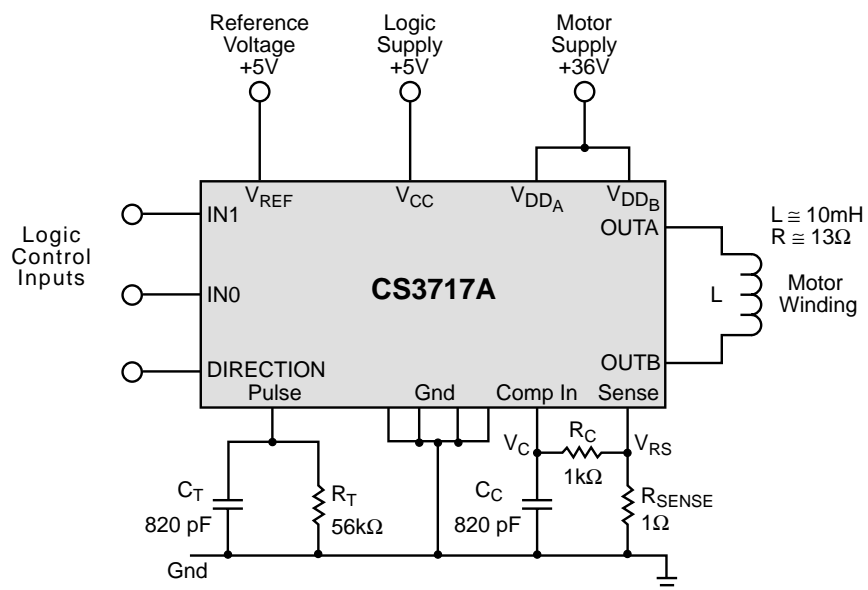 Reference
Voltage
+5V
Logic
Supply
+5V
Motor
Supply
+36V
VREF
VCC
VDDA
VDDB
IN1
OUTA
L ≅ 10mH
R ≅ 13Ω
Logic
Control
Inputs
CS3717A
L
Motor
Winding
IN0
DIRECTION
OUTB
Pulse
Gnd
Comp In
Sense
VC
RC
VRS
1kΩ
CT
820 pF
RT
56kΩ
CC
820 pF
RSENSE
1Ω
Gnd